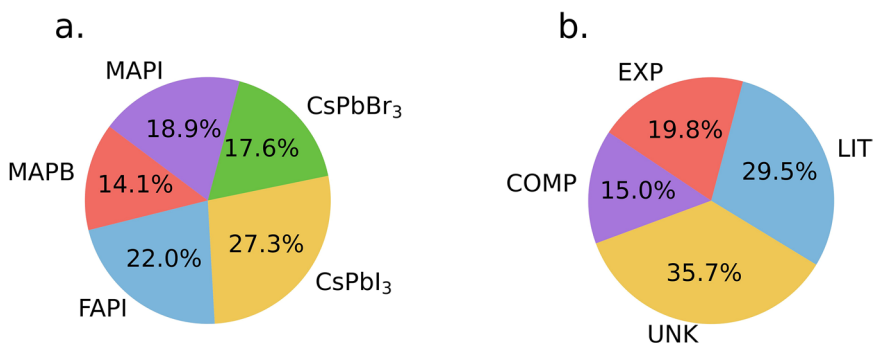 a.
MAPI
CsPbBr₃
18.9%
17.6%
MAPB
14.1%
27.3%
22.0%
CsPbI₃
FAPI
b.
EXP
19.8%
LIT
29.5%
COMP
15.0%
35.7%
UNK